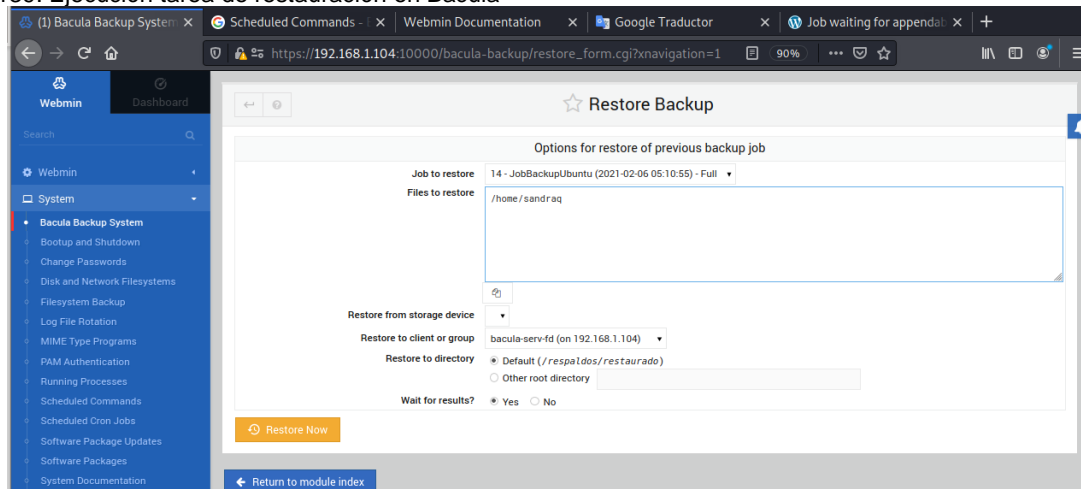 Ejecución tarea de restauración en Bacula
(1) Bacula Backup System
Scheduled Commands -
Webmin Documentation
Google Traductor
Job waiting for appendab
https://192.168.1.104:10000/bacula-backup/restore_form.cgi?xnavigation=1
90%
Webmin
Dashboard
Search
Webmin
System
Bacula Backup System
Bootup and Shutdown
Change Passwords
Disk and Network Filesystems
Filesystem Backup
Log File Rotation
MIME Type Programs
PAM Authentication
Running Processes
Scheduled Commands
Scheduled Cron Jobs
Software Package Updates
Software Packages
System Documentation
Restore Backup
Options for restore of previous backup job
Job to restore 14 - JobBackupUbuntu (2021-02-06 05:10:55) - Full
Files to restore /home/sandraq
Restore from storage device
Restore to client or group bacula-serv-fd (on 192.168.1.104)
Restore to directory Default (/respaldos/restaurado)
Other root directory
Wait for results? Yes No
Restore Now
Return to module index